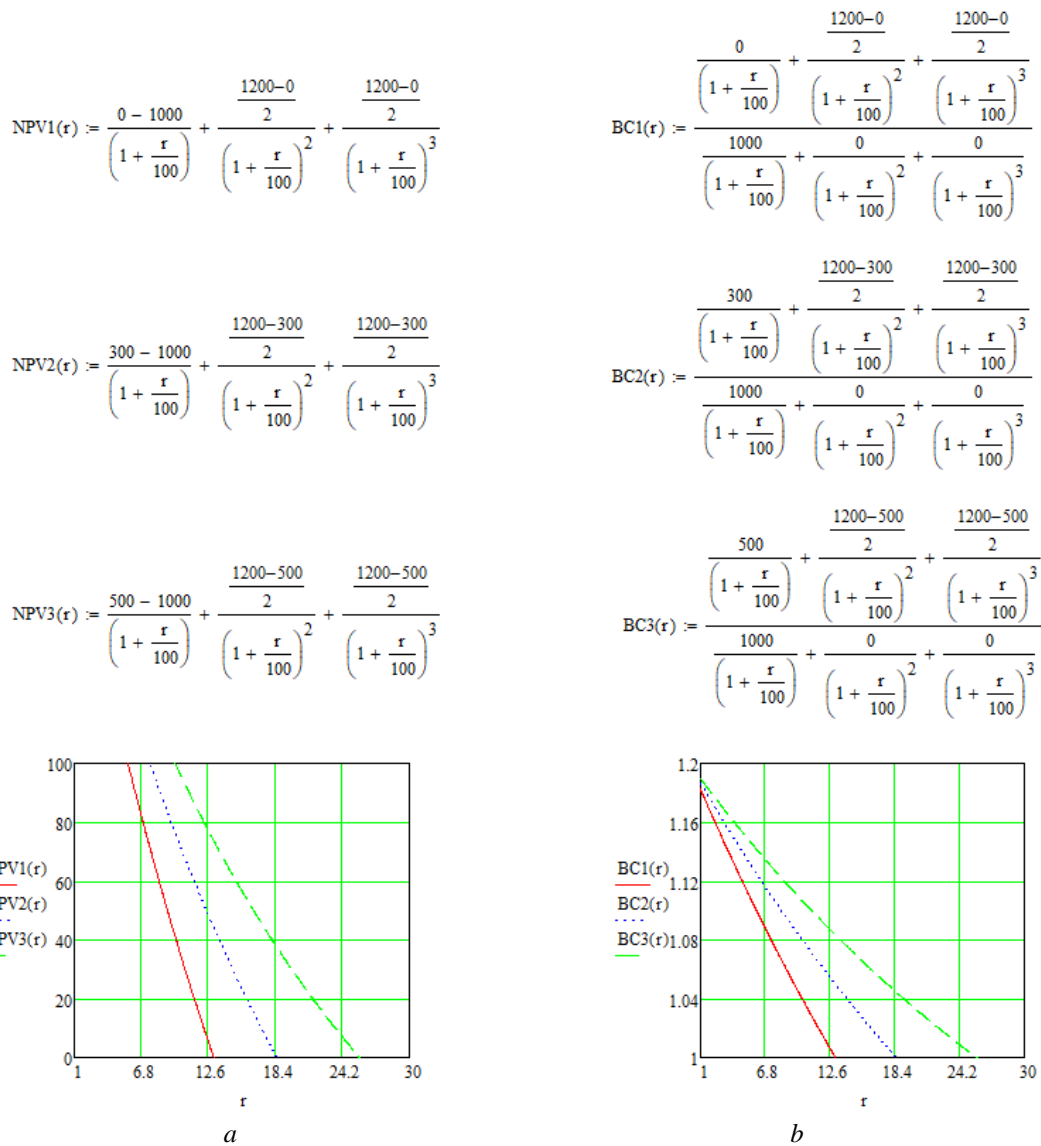 NPV1(r) := (0 − 1000)/(1 + r/100) + ((1200−0)/2)/(1 + r/100)^2 + ((1200−0)/2)/(1 + r/100)^3
BC1(r) := (0/(1 + r/100) + ((1200−0)/2)/(1 + r/100)^2 + ((1200−0)/2)/(1 + r/100)^3)/(1000/(1 + r/100) + 0/(1 + r/100)^2 + 0/(1 + r/100)^3)
NPV2(r) := (300 − 1000)/(1 + r/100) + ((1200−300)/2)/(1 + r/100)^2 + ((1200−300)/2)/(1 + r/100)^3
BC2(r) := (300/(1 + r/100) + ((1200−300)/2)/(1 + r/100)^2 + ((1200−300)/2)/(1 + r/100)^3)/(1000/(1 + r/100) + 0/(1 + r/100)^2 + 0/(1 + r/100)^3)
NPV3(r) := (500 − 1000)/(1 + r/100) + ((1200−500)/2)/(1 + r/100)^2 + ((1200−500)/2)/(1 + r/100)^3
BC3(r) := (500/(1 + r/100) + ((1200−500)/2)/(1 + r/100)^2 + ((1200−500)/2)/(1 + r/100)^3)/(1000/(1 + r/100) + 0/(1 + r/100)^2 + 0/(1 + r/100)^3)
100
80
60
40
20
0
PV1(r)
PV2(r)
PV3(r)
1 6.8 12.6 18.4 24.2 30
r
a
1.2
1.16
1.12
1.08
1.04
1
BC1(r)
BC2(r)
BC3(r)
1 6.8 12.6 18.4 24.2 30
r
b